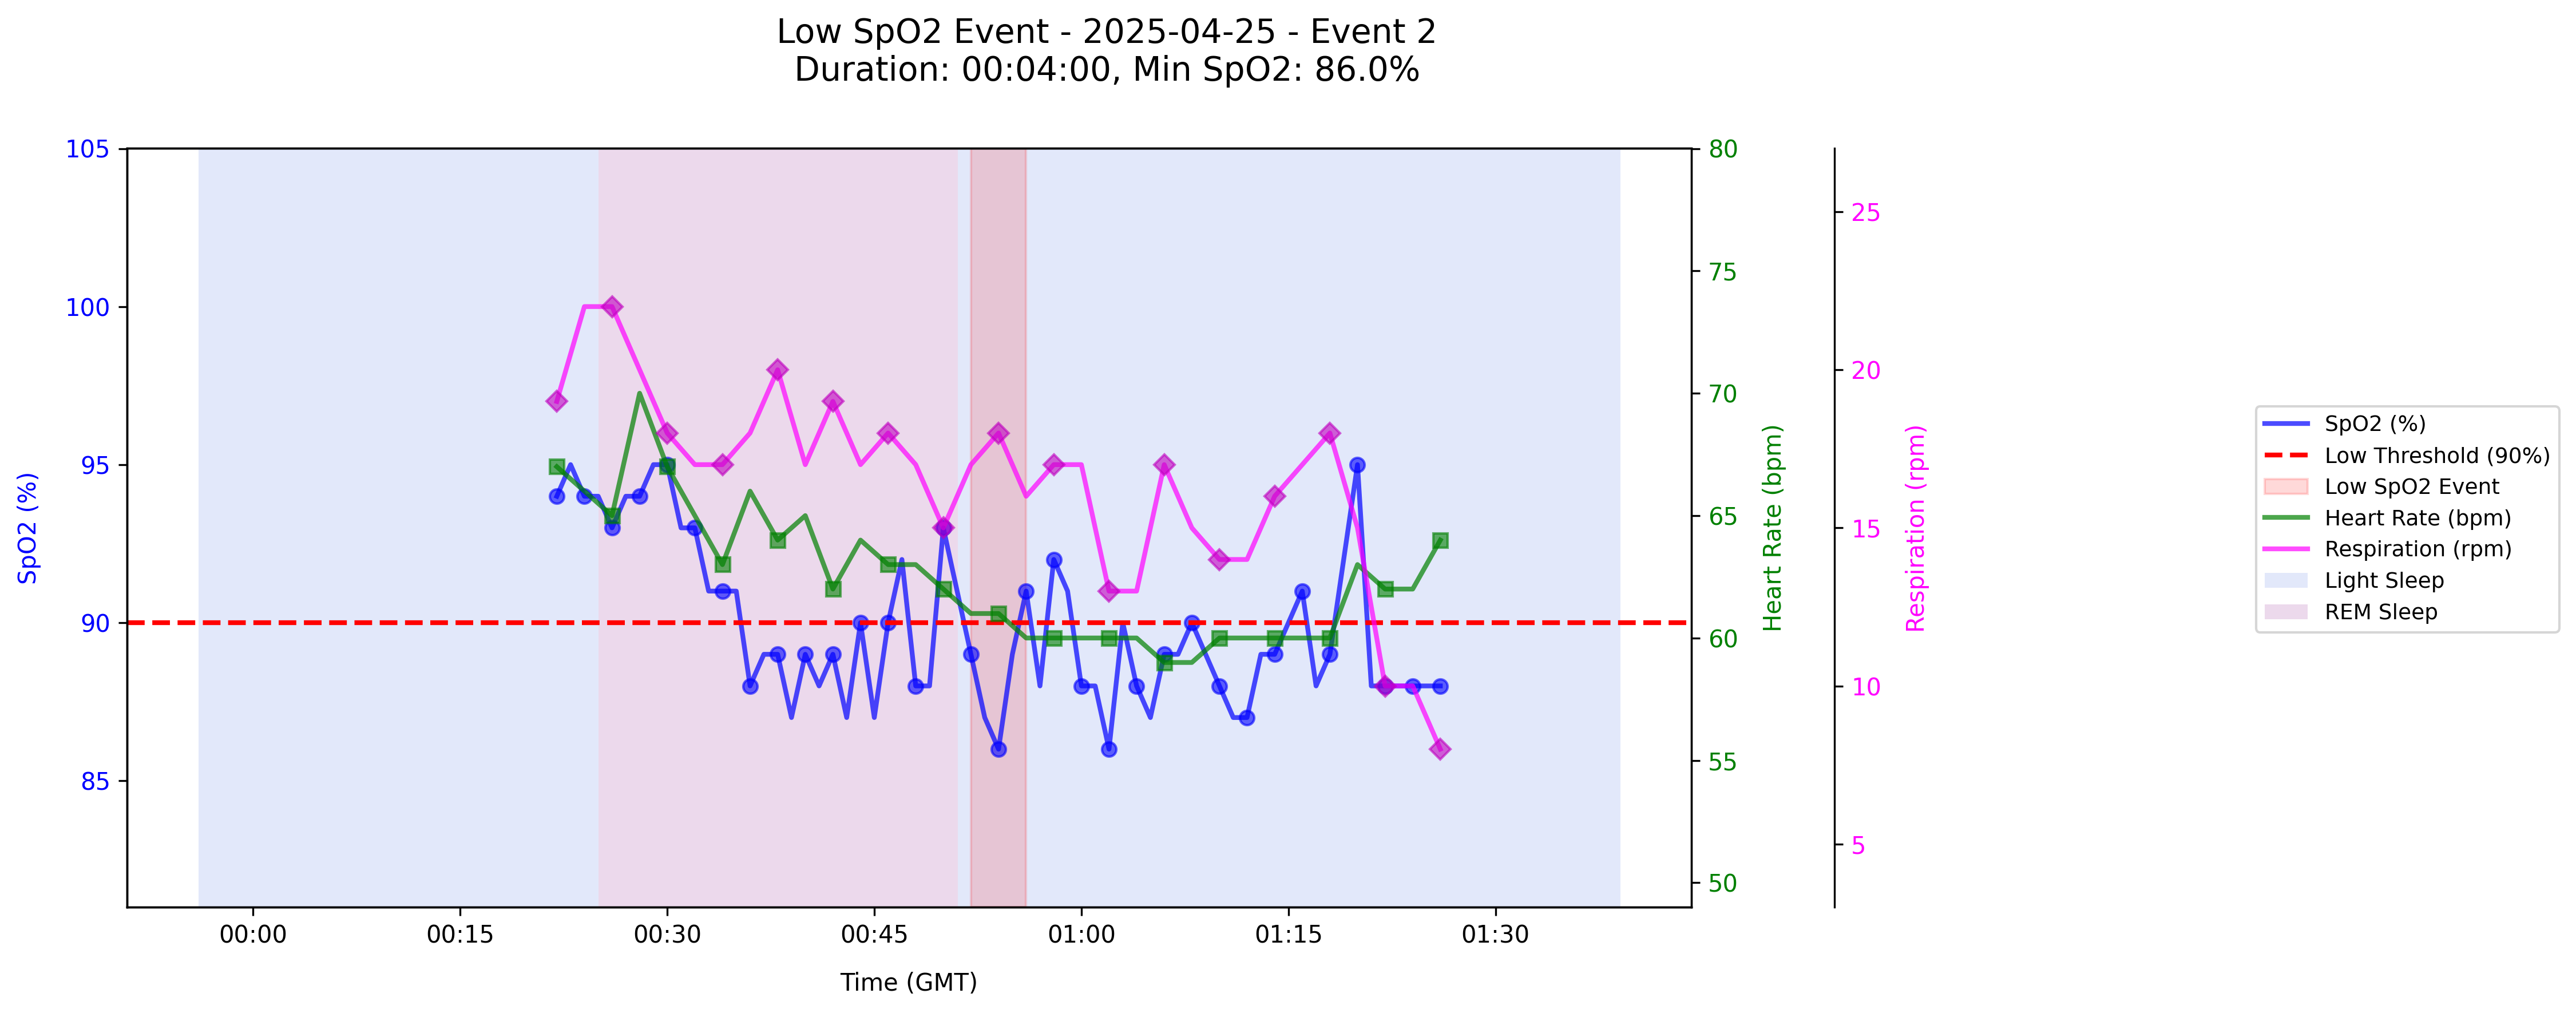 Low SpO2 Event - 2025-04-25 - Event 2
Duration: 00:04:00, Min SpO2: 86.0%
105
100
95
90
85
SpO2 (%)
80
75
70
65
60
55
50
Heart Rate (bpm)
25
20
15
10
5
Respiration (rpm)
00:00 00:15 00:30 00:45 01:00 01:15 01:30
Time (GMT)
SpO2 (%)
Low Threshold (90%)
Low SpO2 Event
Heart Rate (bpm)
Respiration (rpm)
Light Sleep
REM Sleep